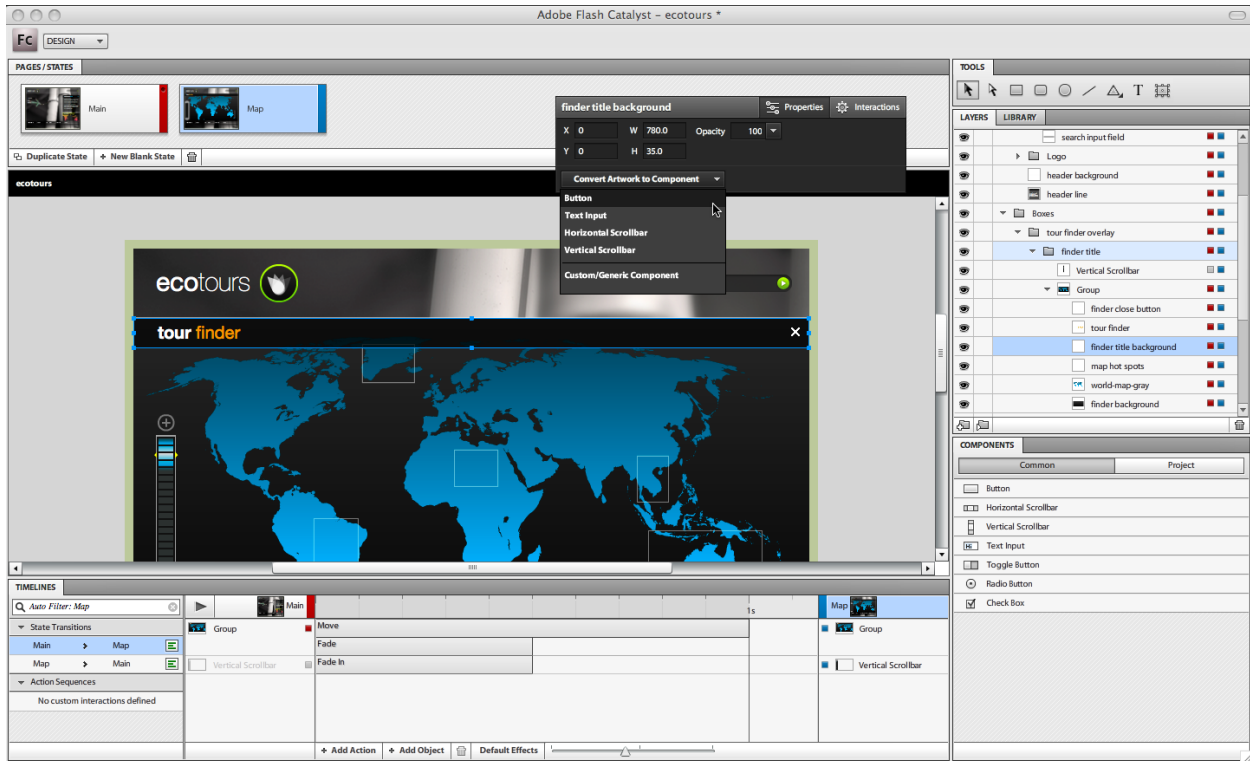 Adobe Flash Catalyst – ecotours *
Fc DESIGN
PAGES / STATES
Main
Map
Duplicate State + New Blank State
ecotours
finder title background Properties Interactions
X 0 W 780.0 Opacity 100
Y 0 H 35.0
Convert Artwork to Component
Button
Text Input
Horizontal Scrollbar
Vertical Scrollbar
Custom/Generic Component
ecotours
tour finder
TOOLS
T
LAYERS LIBRARY
search input field
Logo
header background
header line
Boxes
tour finder overlay
finder title
Vertical Scrollbar
Group
finder close button
tour finder
finder title background
map hot spots
world-map-gray
finder background
COMPONENTS
Common Project
Button
Horizontal Scrollbar
Vertical Scrollbar
Text Input
Toggle Button
Radio Button
Check Box
TIMELINES
Auto Filter: Map
State Transitions
Main Map
Map Main
Action Sequences
No custom interactions defined
Main 1s Map
Group Move Group
Fade
Vertical Scrollbar Fade In Vertical Scrollbar
+ Add Action + Add Object Default Effects